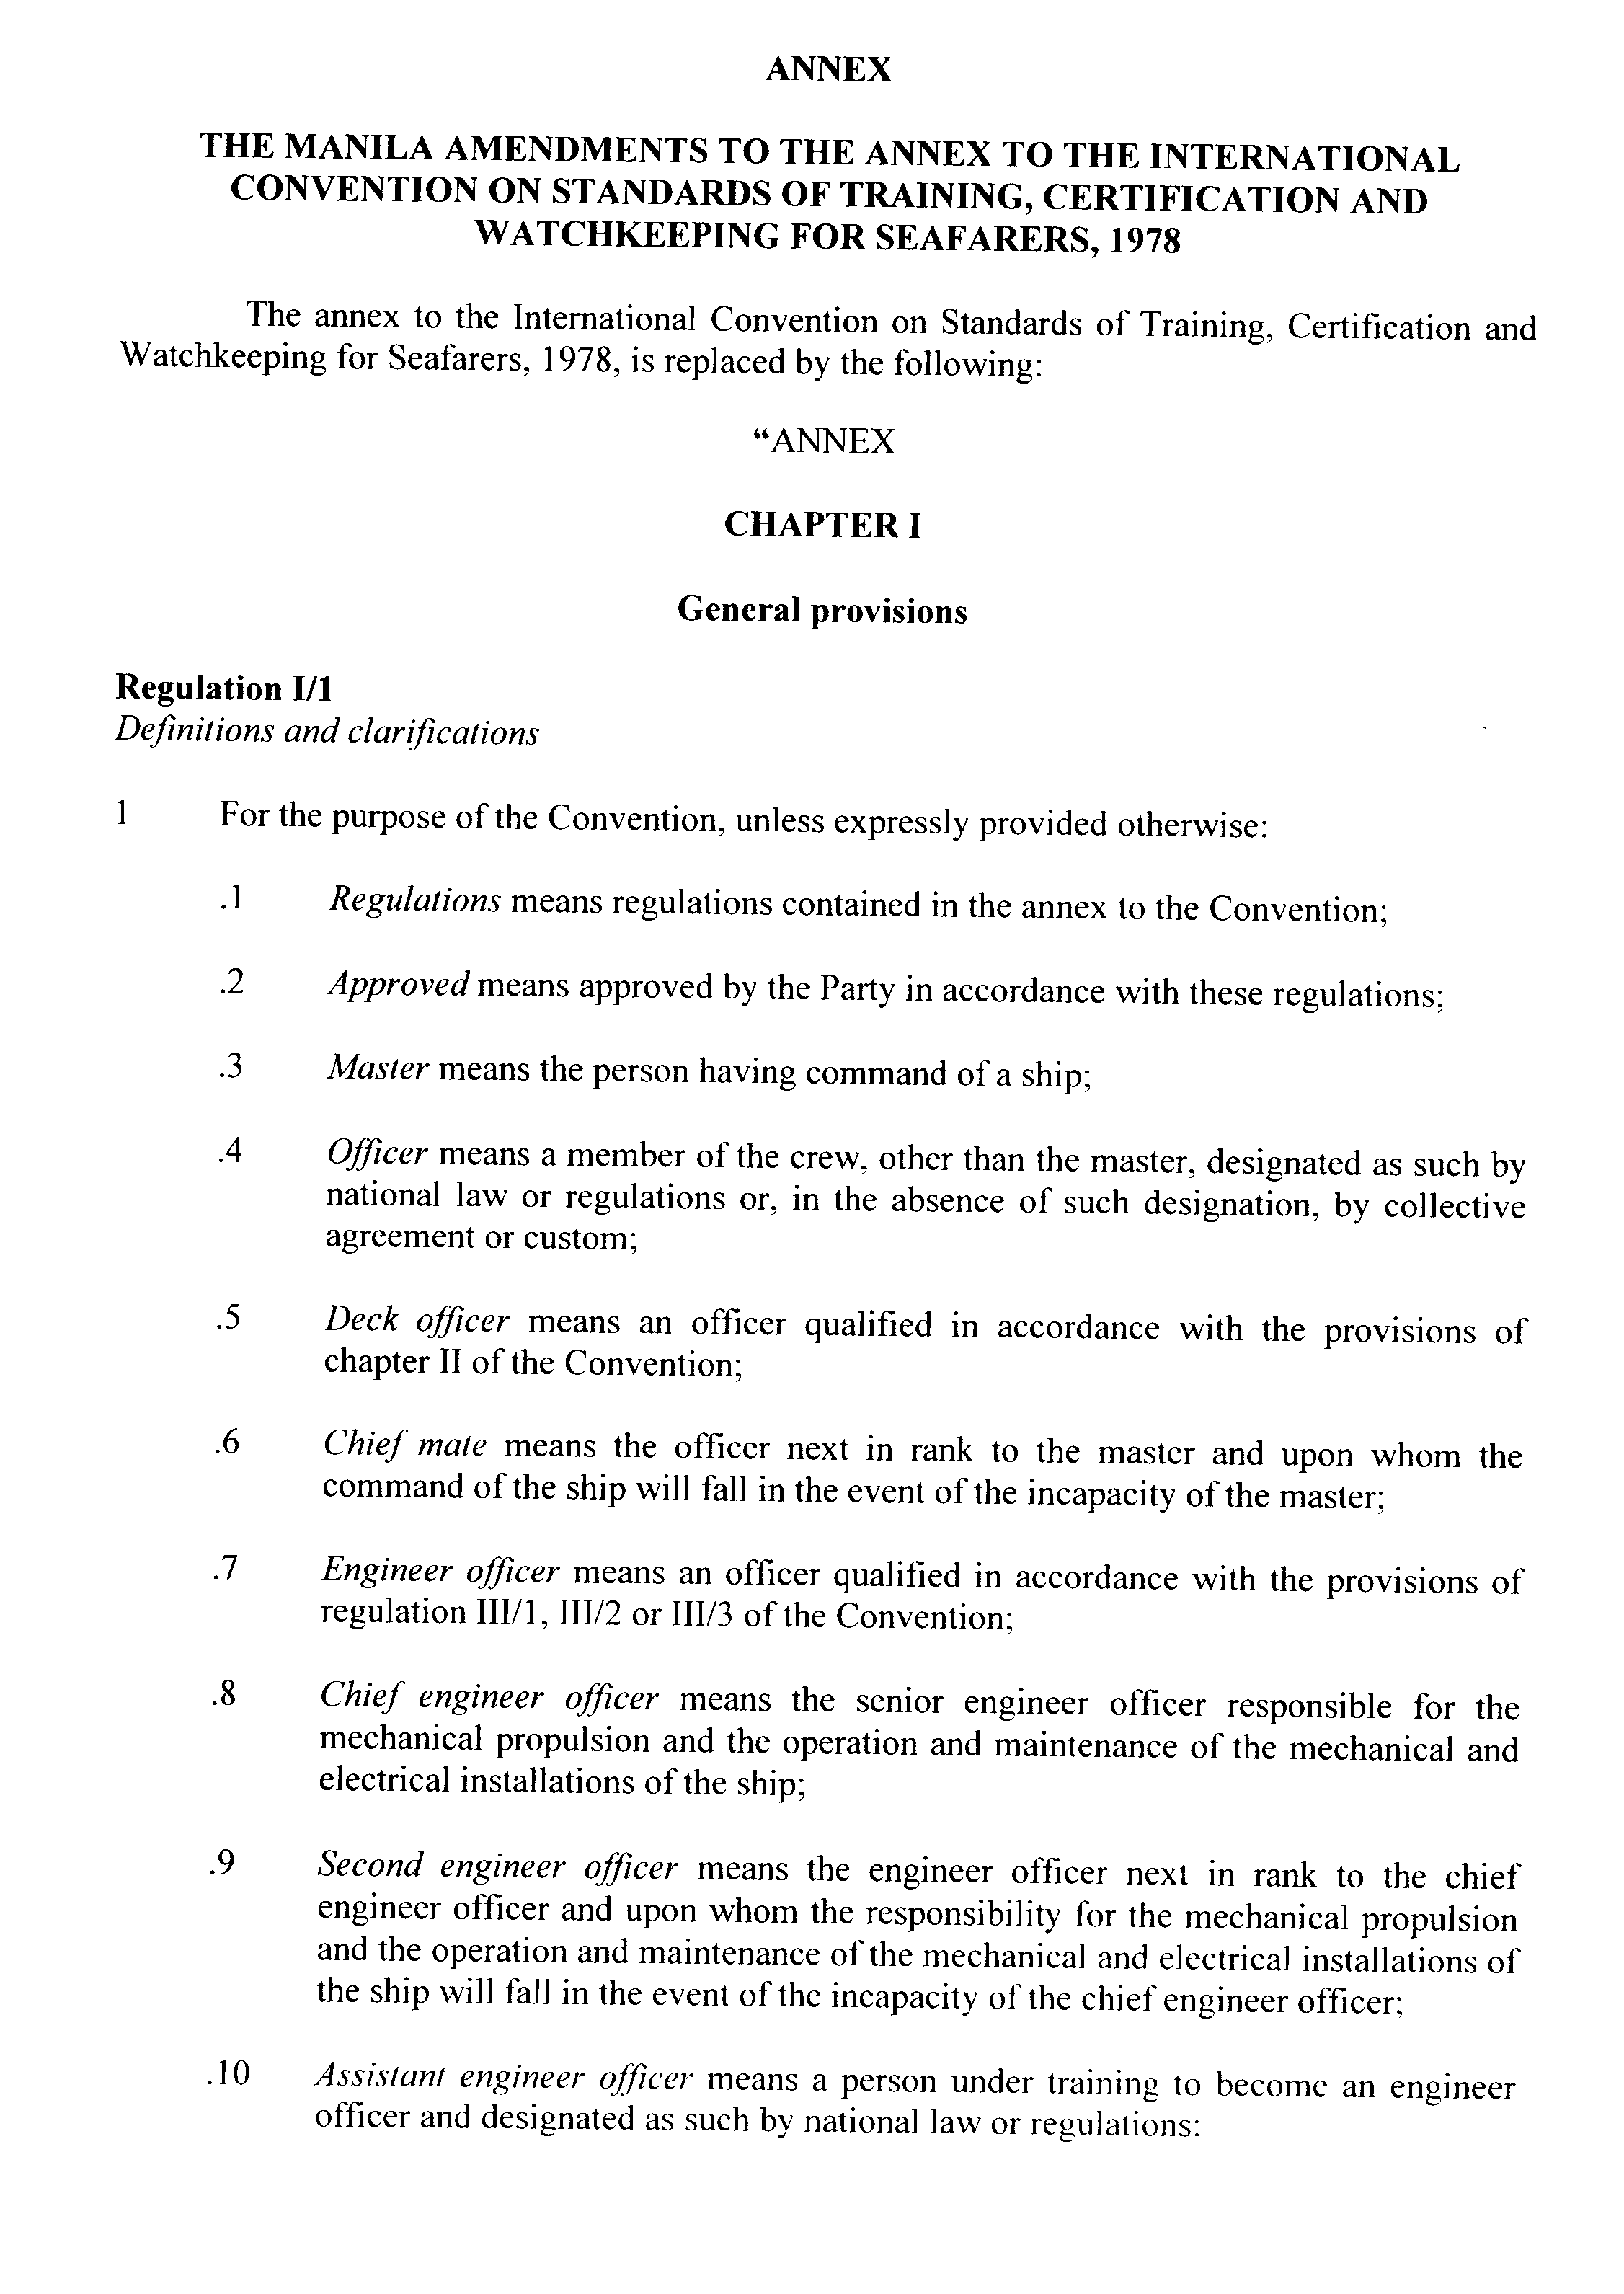 ANNEX
THE MANILA AMENDMENTS TO THE ANNEX TO THE INTERNATIONAL
CONVENTION ON STANDARDS OF TRAINING, CERTIFICATION AND
WATCHKEEPING FOR SEAFARERS, 1978
The annex to the International Convention on Standards of Training, Certification and
Watchkeeping for Seafarers, 1978, is replaced by the following:
“ANNEX
CHAPTER I
General provisions
Regulation I/1
Definitions and clarifications
1 For the purpose of the Convention, unless expressly provided otherwise:
.1 Regulations means regulations contained in the annex to the Convention;
.2 Approved means approved by the Party in accordance with these regulations;
.3 Master means the person having command of a ship;
.4 Officer means a member of the crew, other than the master, designated as such by
national law or regulations or, in the absence of such designation, by collective
agreement or custom;
.5 Deck officer means an officer qualified in accordance with the provisions of
chapter II of the Convention;
.6 Chief mate means the officer next in rank to the master and upon whom the
command of the ship will fall in the event of the incapacity of the master;
.7 Engineer officer means an officer qualified in accordance with the provisions of
regulation III/1, III/2 or III/3 of the Convention;
.8 Chief engineer officer means the senior engineer officer responsible for the
mechanical propulsion and the operation and maintenance of the mechanical and
electrical installations of the ship;
.9 Second engineer officer means the engineer officer next in rank to the chief
engineer officer and upon whom the responsibility for the mechanical propulsion
and the operation and maintenance of the mechanical and electrical installations of
the ship will fall in the event of the incapacity of the chief engineer officer;
.10 Assistant engineer officer means a person under training to become an engineer
officer and designated as such by national law or regulations: